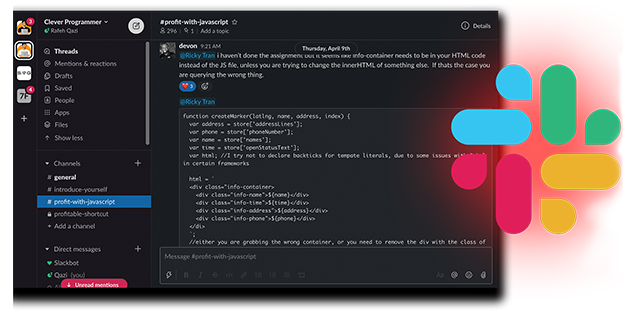 3
Clever Programmer
Rafeh Qazi
#profit-with-javascript
296
1
Add a topic
Details
Threads
Mentions & reactions
Drafts
Saved
People
Apps
Files
Show less
Channels
# general
# introduce-yourself
# profit-with-javascript
profitable-shortcut
+ Add a channel
Direct messages
Slackbot
Qazi (you)
Unread mentions
devon 9:21 AM
Thursday, April 9th
@Ricky Tran i haven't done the assignment but it seems like info-container needs to be in your HTML code
instead of the JS file, unless you are trying to change the innerHTML of something else. If thats the case you
are querying the wrong thing.
3
@Ricky Tran
function createMarker(latlng, name, address, index) {
var address = store['addressLines'];
var phone = store['phoneNumber'];
var name = store['names'];
var time = store['openStatusText'];
var html; //I try not to declare backticks for tempate literals, due to some issues
in certain frameworks
html = `
<div class="info-container">
<div class="info-name">${name}</div>
<div class="info-time">${time}</div>
<div class="info-address">${address}</div>
<div class="info-phone">${phone}</div>
</div>
`;
//either you are grabbing the wrong container, or you need to remove the div with the class of
Message #profit-with-javascript